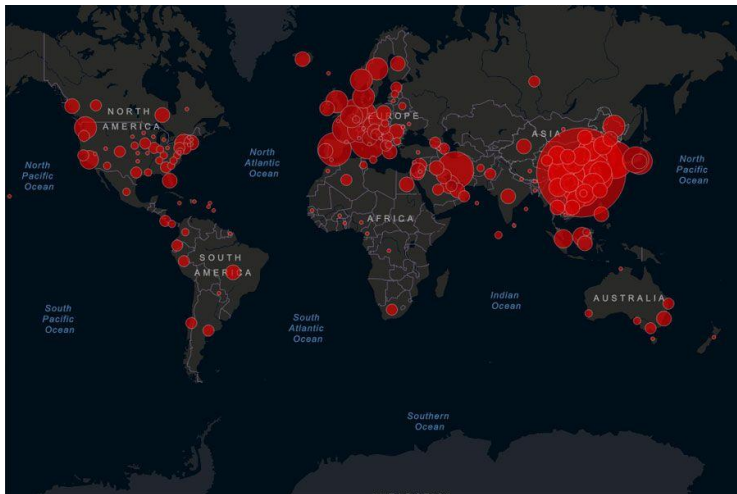 NORTH
AMERICA
EUROPE
ASIA
North
Pacific
Ocean
North
Atlantic
Ocean
North
Pacific
Ocean
AFRICA
SOUTH
AMERICA
South
Pacific
Ocean
South
Atlantic
Ocean
Indian
Ocean
AUSTRALIA
Southern
Ocean